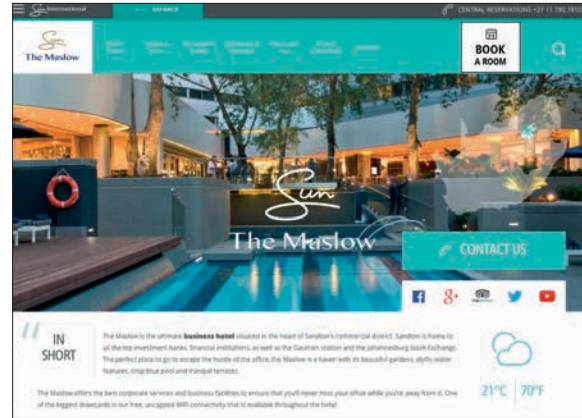 Sun International
CENTRAL RESERVATIONS +27 11 780 7810
Sun
The Maslow
BOOK
A ROOM
Sun
The Maslow
CONTACT US
IN
SHORT
The Maslow is the ultimate business hotel situated in the heart of Sandton's commercial district. Sandton is home to
all the top investment banks, financial institutions, as well as the Gautrain station and the Johannesburg Stock Exchange.
The perfect place to go to escape the hustle of the office, the Maslow is a haven with its beautiful gardens, idyllic water
features, crisp blue pool and tranquil terraces.
The Maslow offers the best corporate services and business facilities to ensure that you'll never miss your office while you're away from it. One
of the biggest drawcards is our free, uncapped WiFi connectivity that is available throughout the hotel.
21°C 70°F